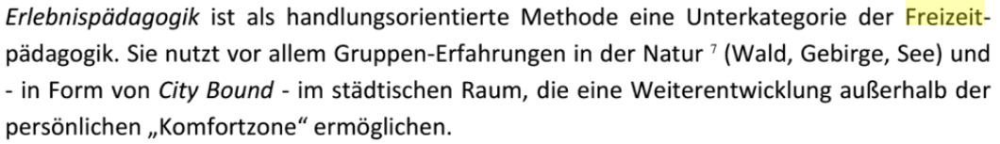 Erlebnispädagogik ist als handlungsorientierte Methode eine Unterkategorie der Freizeit-
pädagogik. Sie nutzt vor allem Gruppen-Erfahrungen in der Natur ⁷ (Wald, Gebirge, See) und
- in Form von City Bound - im städtischen Raum, die eine Weiterentwicklung außerhalb der
persönlichen „Komfortzone“ ermöglichen.